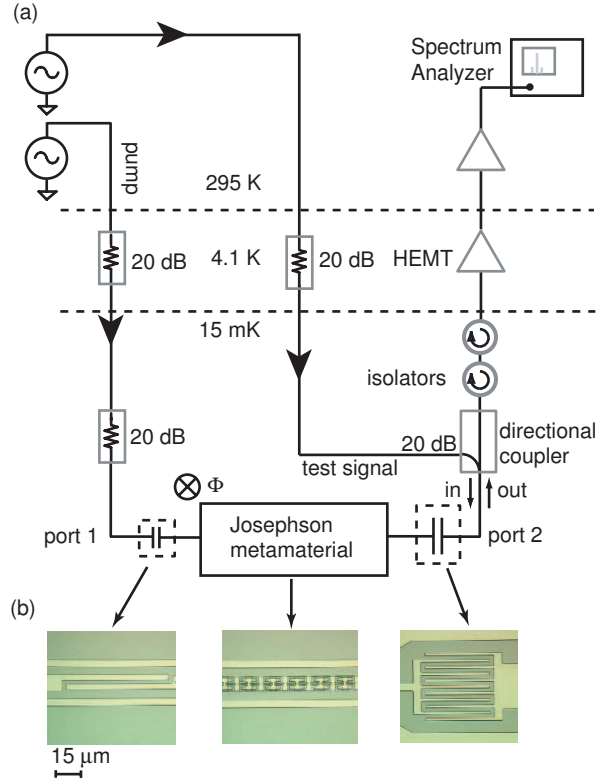 (a)
Spectrum
Analyzer
pump
295 K
20 dB
4.1 K
20 dB
HEMT
15 mK
isolators
20 dB
20 dB
directional
coupler
test signal
in
out
Φ
port 1
Josephson
metamaterial
port 2
(b)
15 μm